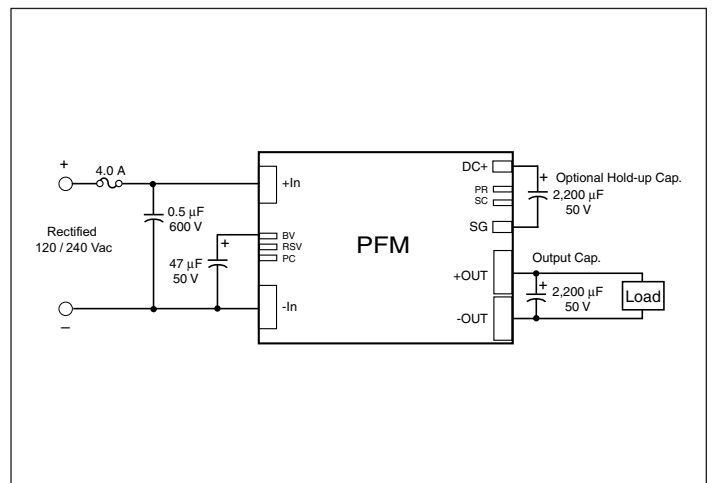 +
4.0 A
+In
0.5 µF
600 V
Rectified
120 / 240 Vac
+
47 µF
50 V
BV
RSV
PC
-In
–
PFM
DC+
PR
SC
SG
+
Optional Hold-up Cap.
2,200 µF
50 V
Output Cap.
+OUT
+
2,200 µF
50 V
-OUT
Load